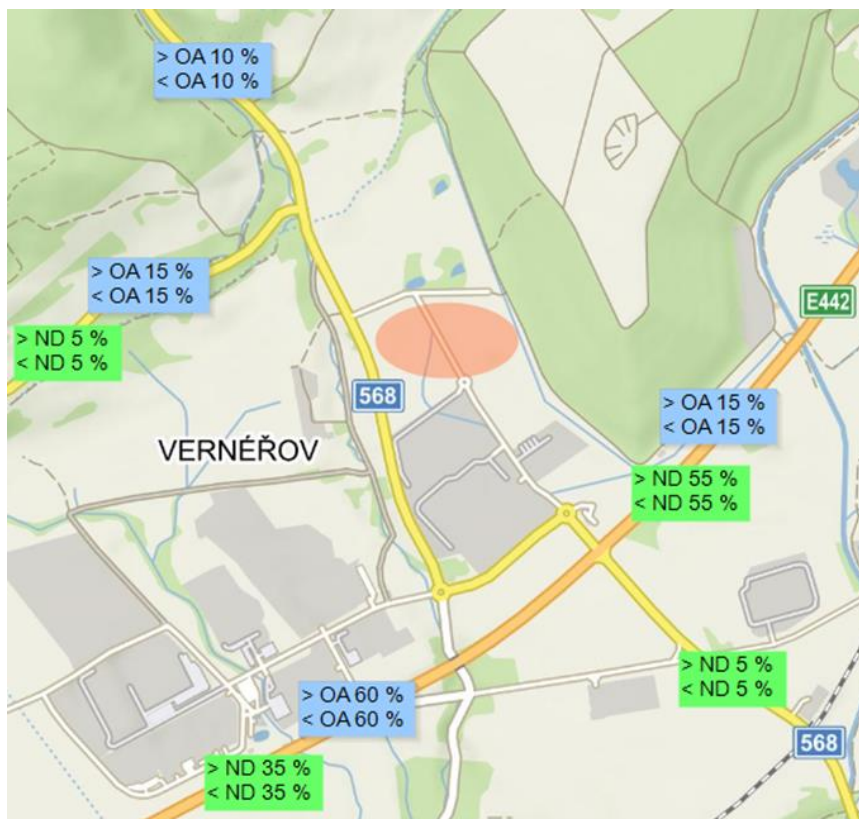 > OA 10 %
< OA 10 %
> OA 15 %
< OA 15 %
E442
> ND 5 %
< ND 5 %
568
> OA 15 %
< OA 15 %
VERNÉŘOV
> ND 55 %
< ND 55 %
> ND 5 %
< ND 5 %
> OA 60 %
< OA 60 %
568
> ND 35 %
< ND 35 %